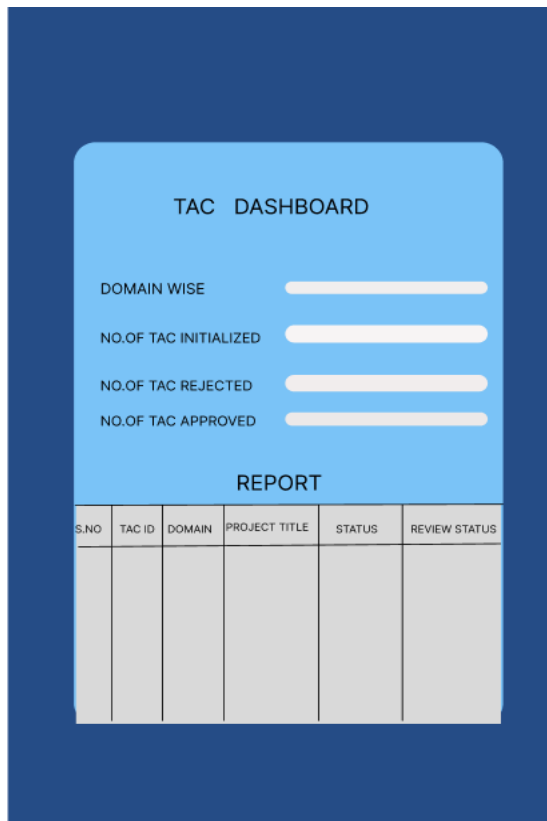 TAC DASHBOARD
DOMAIN WISE
NO.OF TAC INITIALIZED
NO.OF TAC REJECTED
NO.OF TAC APPROVED
REPORT
S.NO TAC ID DOMAIN PROJECT TITLE STATUS REVIEW STATUS